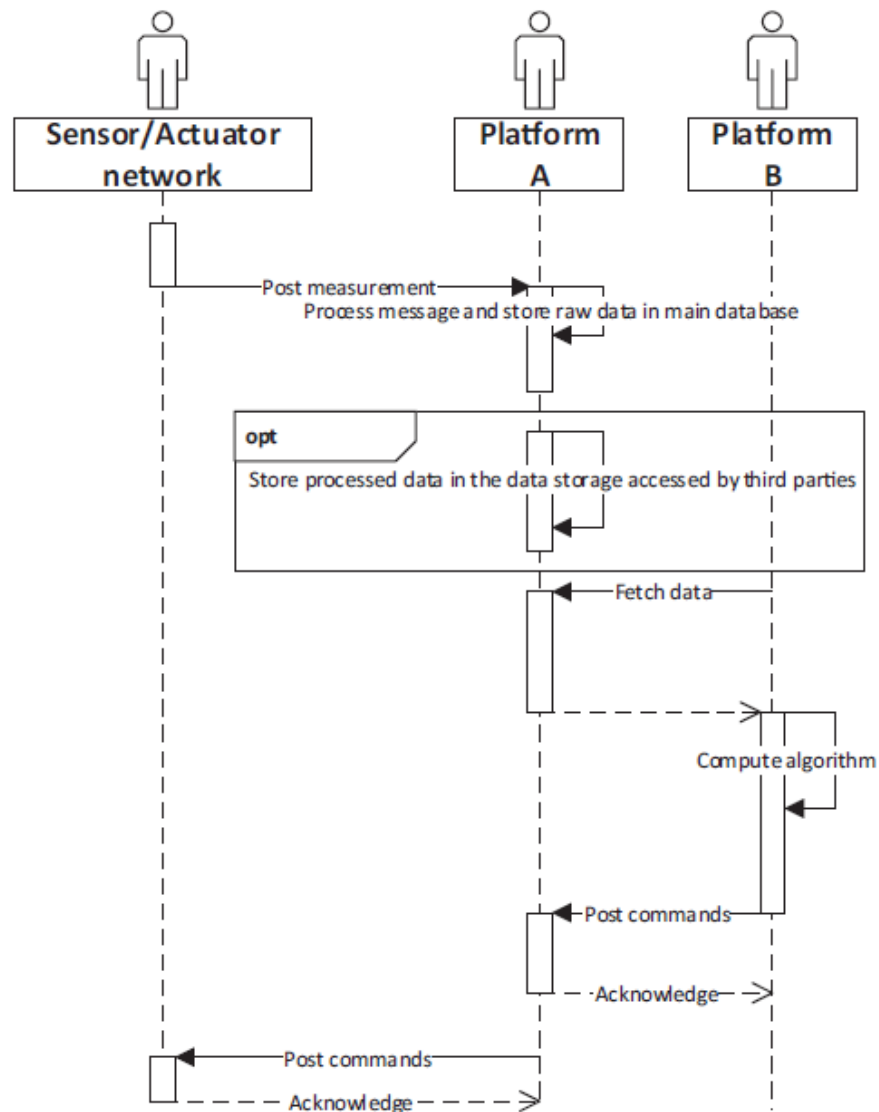 Sensor/Actuator
network
Platform
A
Platform
B
Post measurement
Process message and store raw data in main database
opt
Store processed data in the data storage accessed by third parties
Fetch data
Compute algorithm
Post commands
Acknowledge
Post commands
Acknowledge